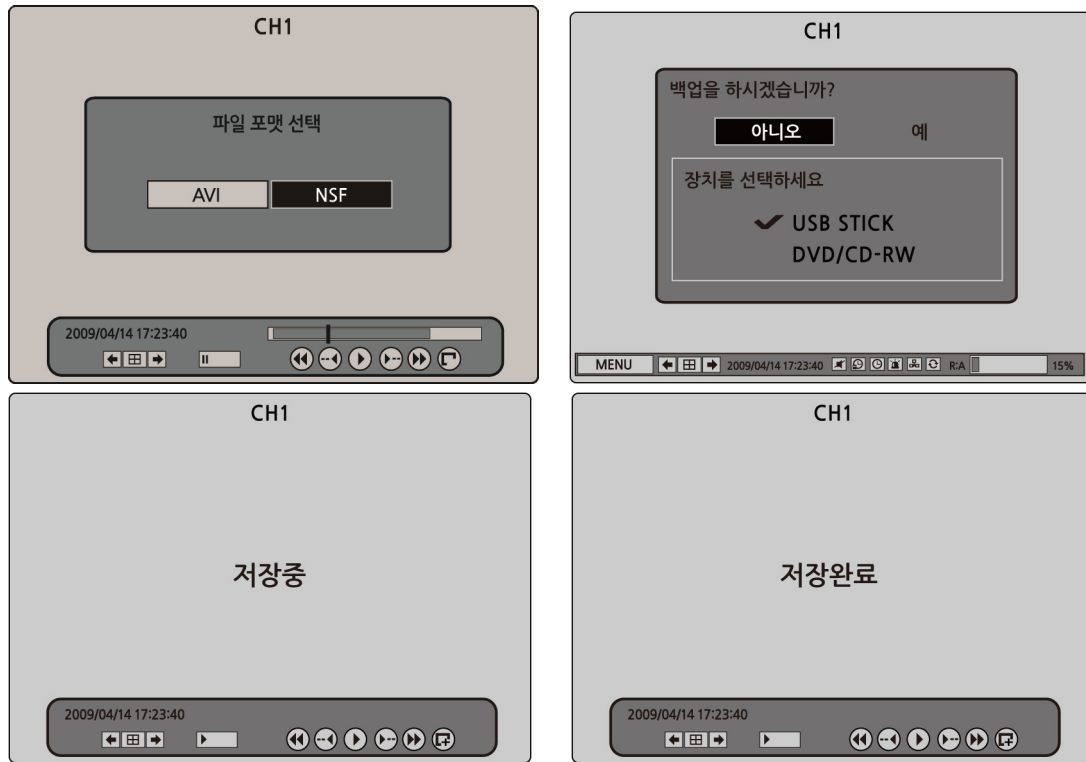 CH1
파일 포맷 선택
AVI NSF
2009/04/14 17:23:40
CH1
백업을 하시겠습니까?
아니오 예
장치를 선택하세요
USB STICK
DVD/CD-RW
MENU 2009/04/14 17:23:40 R:A 15%
CH1
저장중
2009/04/14 17:23:40
CH1
저장완료
2009/04/14 17:23:40